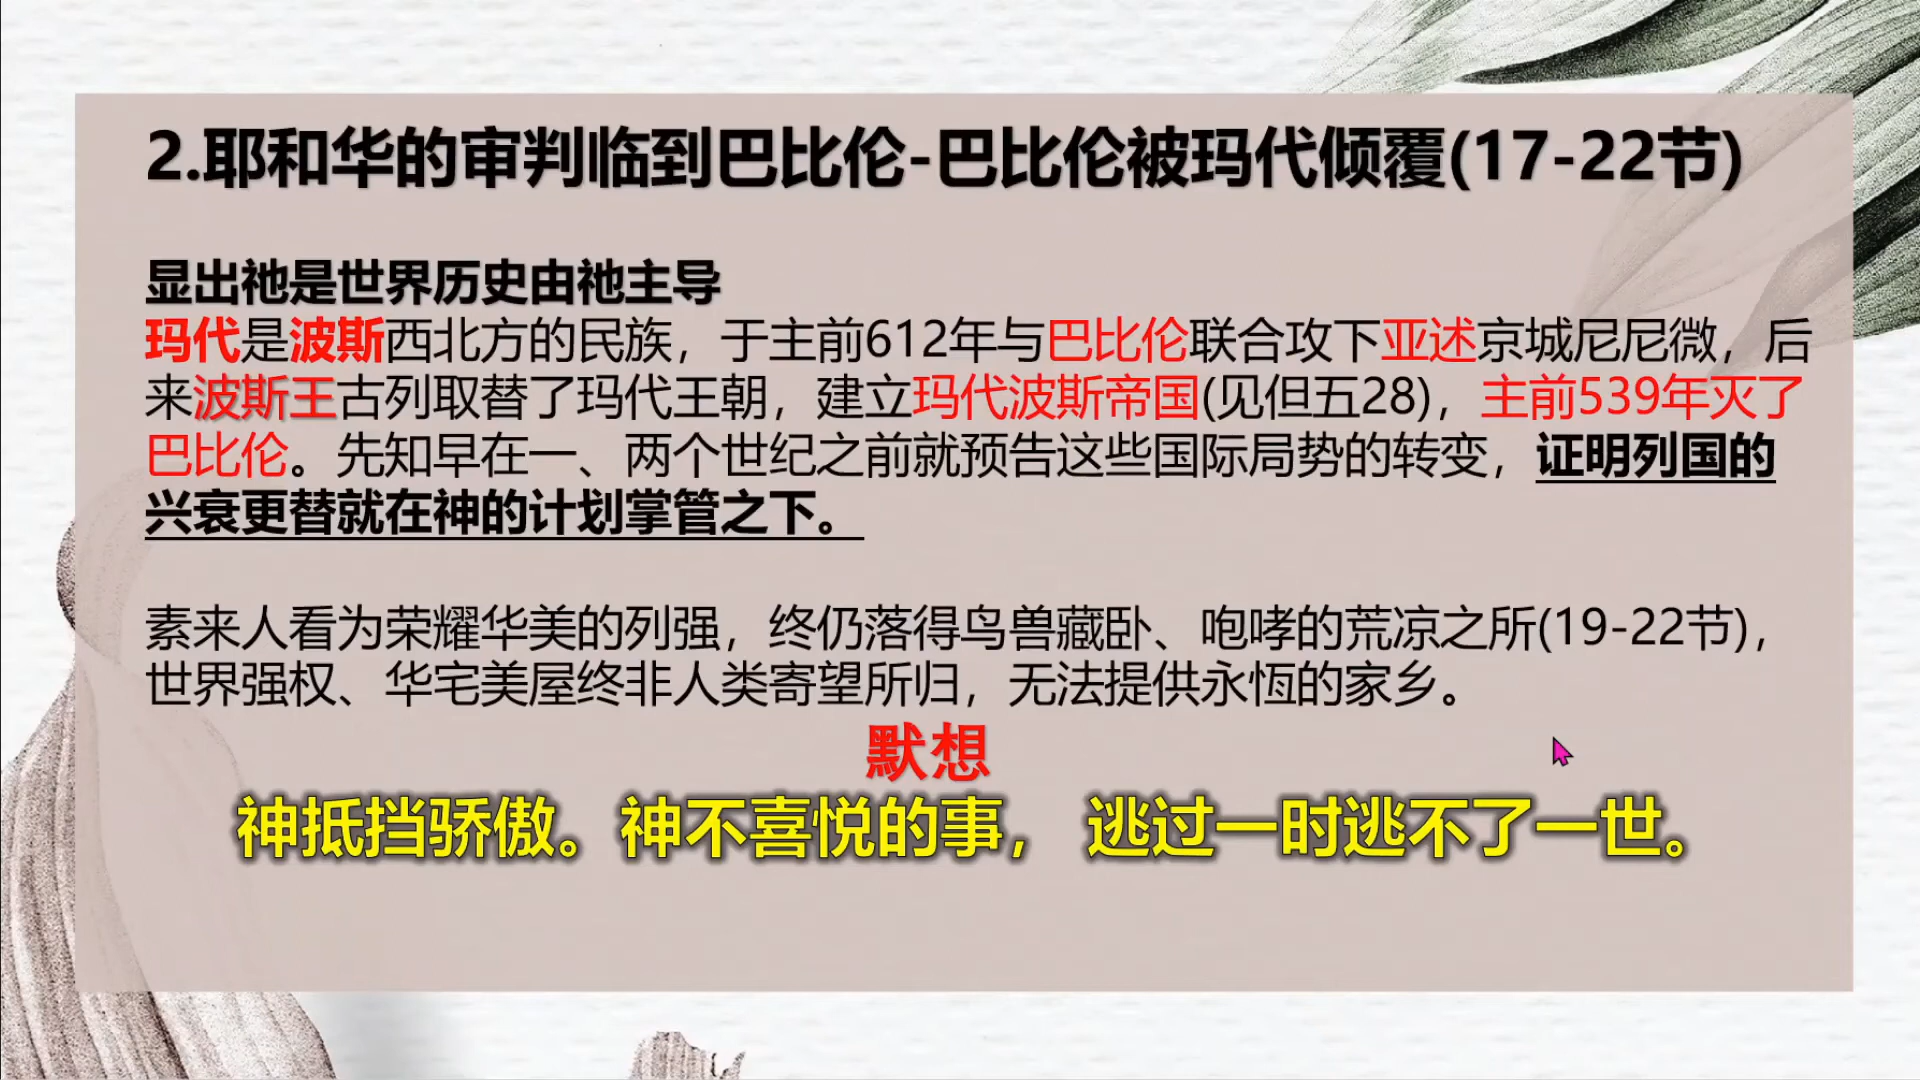 2.耶和华的审判临到巴比伦-巴比伦被玛代倾覆(17-22节)
显出祂是世界历史由祂主导
玛代是波斯西北方的民族，于主前612年与巴比伦联合攻下亚述京城尼尼微，后
来波斯王古列取替了玛代王朝，建立玛代波斯帝国(见但五28)，主前539年灭了
巴比伦。先知早在一、两个世纪之前就预告这些国际局势的转变，证明列国的
兴衰更替就在神的计划掌管之下。
素来人看为荣耀华美的列强，终仍落得鸟兽藏卧、咆哮的荒凉之所(19-22节)，
世界强权、华宅美屋终非人类寄望所归，无法提供永恆的家乡。
默想
神抵挡骄傲。神不喜悦的事， 逃过一时逃不了一世。